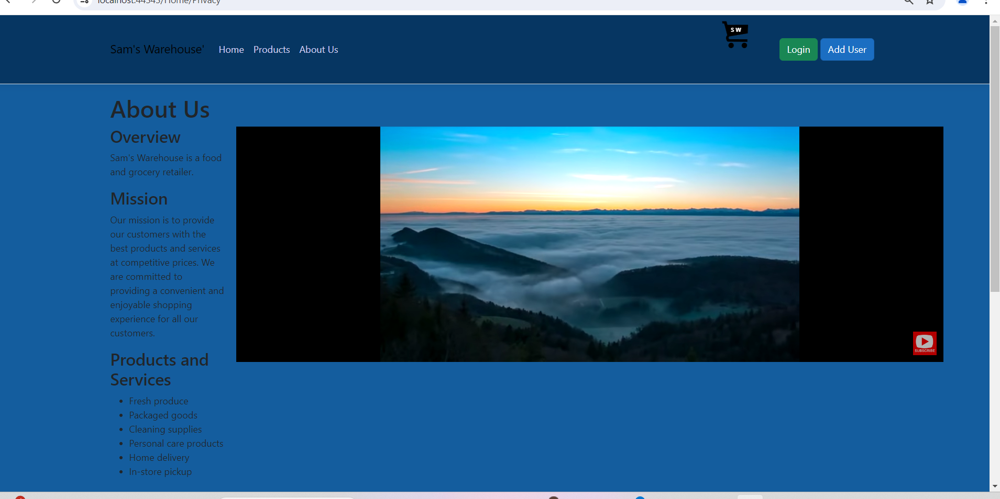 localhost:44345/Home/Privacy
SW
Sam's Warehouse' Home Products About Us Login Add User
About Us
Overview
Sam's Warehouse is a food
and grocery retailer.
Mission
Our mission is to provide
our customers with the
best products and services
at competitive prices. We
are committed to
providing a convenient and
enjoyable shopping
experience for all our
customers.
SUBSCRIBE
Products and
Services
Fresh produce
Packaged goods
Cleaning supplies
Personal care products
Home delivery
In-store pickup